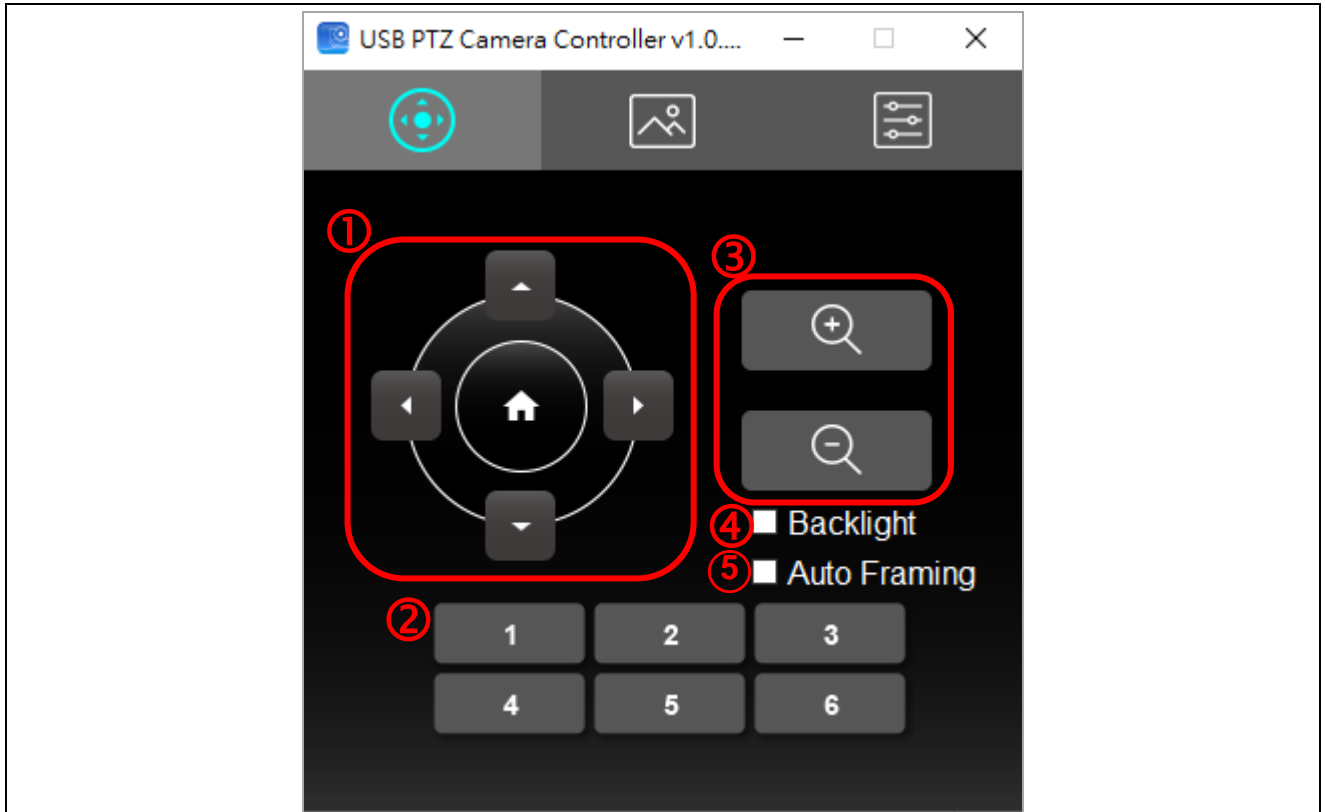 USB PTZ Camera Controller v1.0....
①
③
④ Backlight
⑤ Auto Framing
②
1 2 3
4 5 6